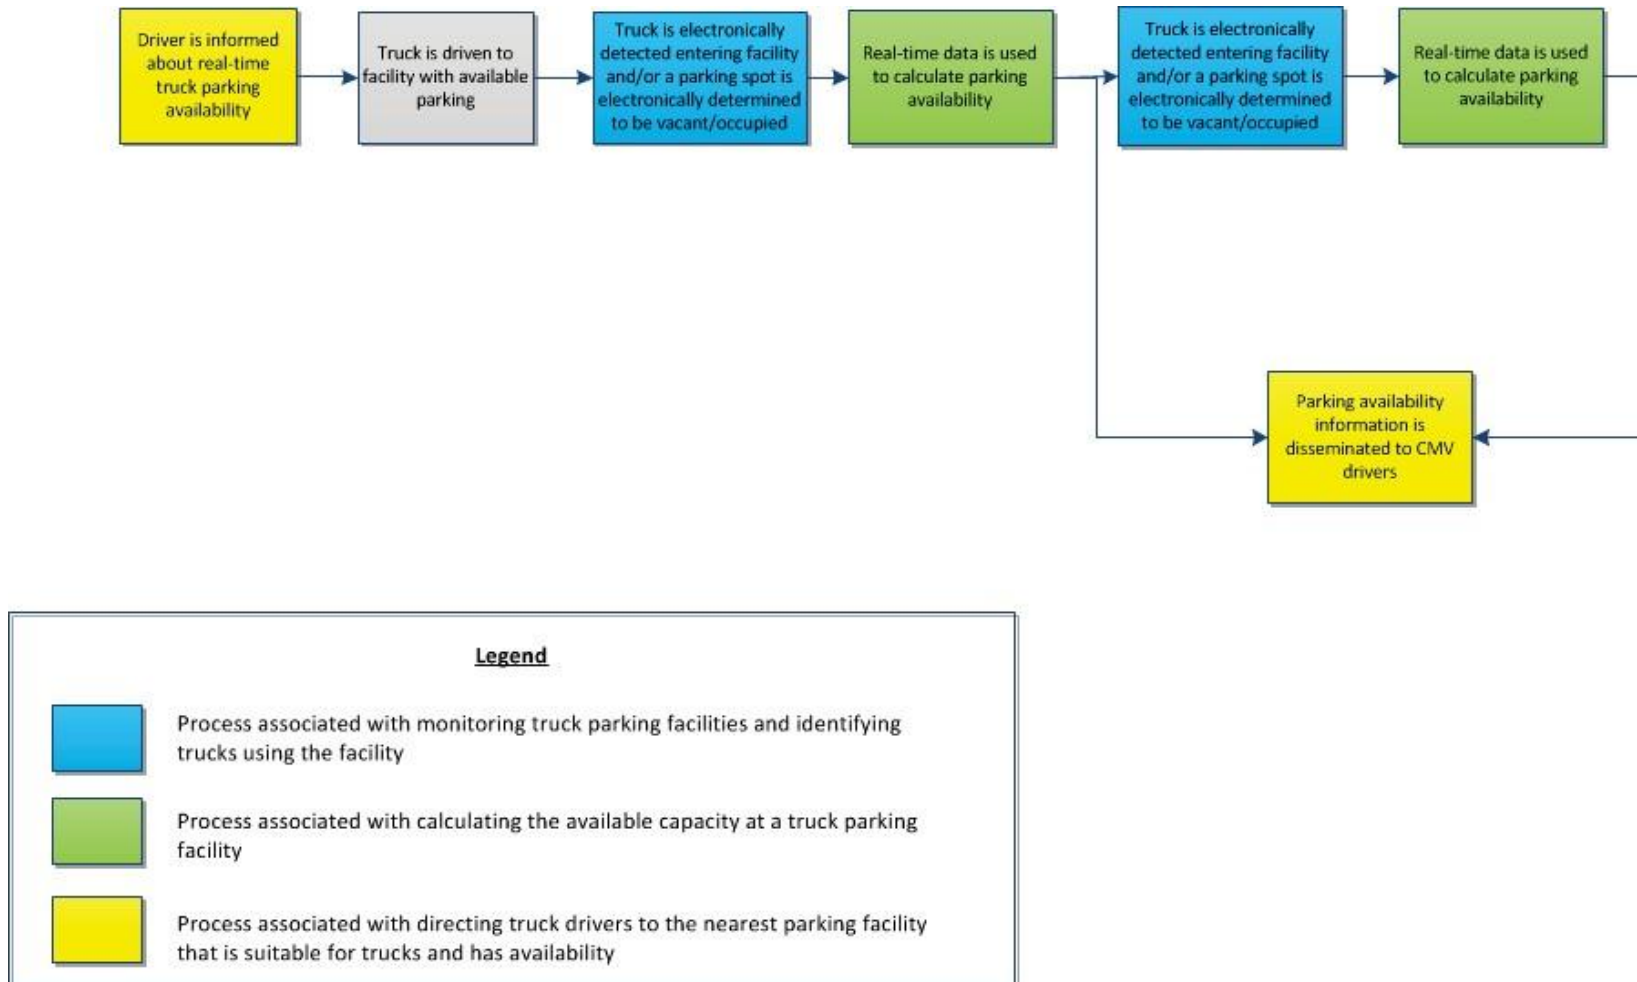 Driver is informed
about real-time
truck parking
availability
Truck is driven to
facility with available
parking
Truck is electronically
detected entering facility
and/or a parking spot is
electronically determined
to be vacant/occupied
Real-time data is used
to calculate parking
availability
Truck is electronically
detected entering facility
and/or a parking spot is
electronically determined
to be vacant/occupied
Real-time data is used
to calculate parking
availability
Parking availability
information is
disseminated to CMV
drivers
Legend
Process associated with monitoring truck parking facilities and identifying
trucks using the facility
Process associated with calculating the available capacity at a truck parking
facility
Process associated with directing truck drivers to the nearest parking facility
that is suitable for trucks and has availability